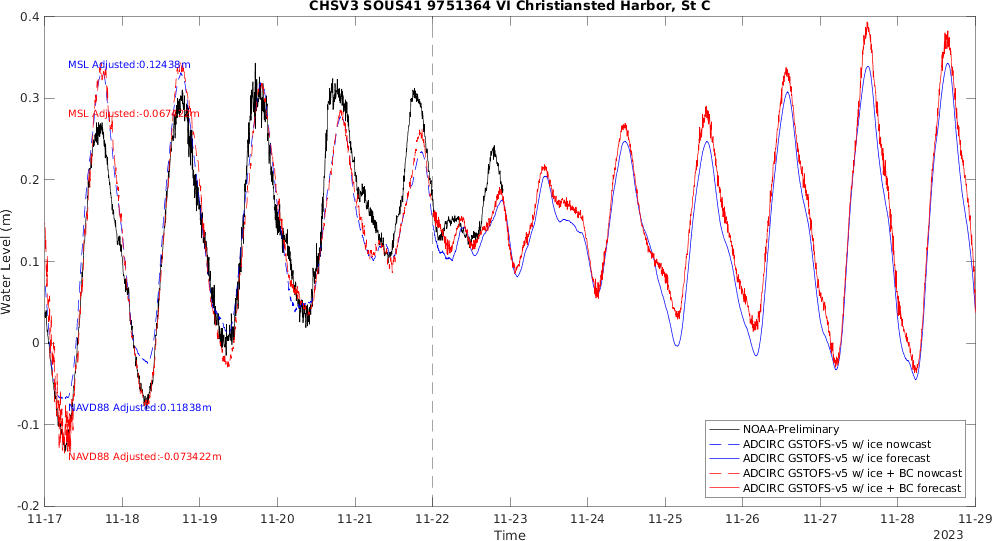 CHSV3 SOUS41 9751364 VI Christiansted Harbor, St C
0.4
0.3
0.2
0.1
0
-0.1
-0.2
Water Level (m)
MSL Adjusted:0.12438m
NAVD88 Adjusted:0.11838m
NAVD88 Adjusted:-0.073422m
NOAA-Preliminary
ADCIRC GSTOFS-v5 w/ ice nowcast
ADCIRC GSTOFS-v5 w/ ice forecast
ADCIRC GSTOFS-v5 w/ ice + BC nowcast
ADCIRC GSTOFS-v5 w/ ice + BC forecast
11-17 11-18 11-19 11-20 11-21 11-22 11-23 11-24 11-25 11-26 11-27 11-28 11-29
Time
2023